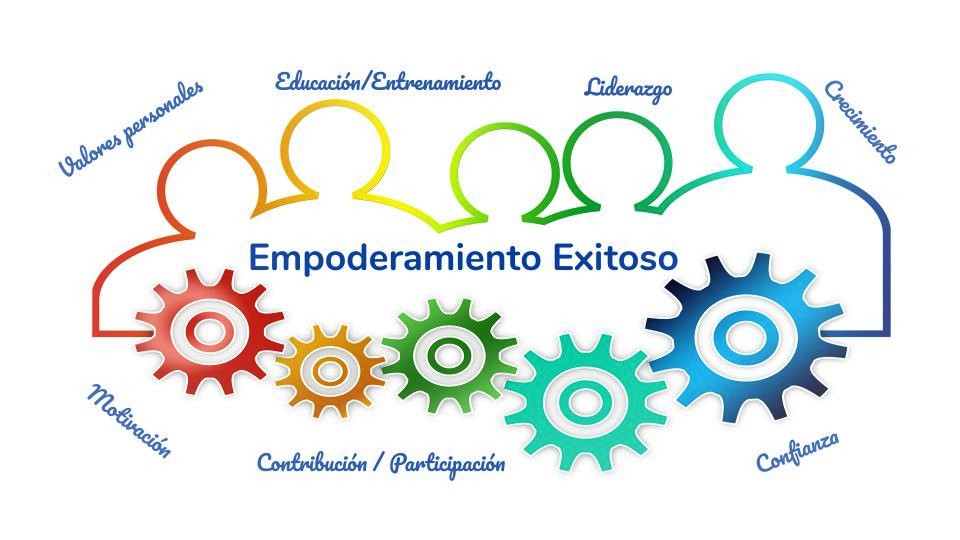 Valores personales
Educación/Entrenamiento
Liderazgo
Crecimiento
Empoderamiento Exitoso
Motivación
Contribución / Participación
Confianza